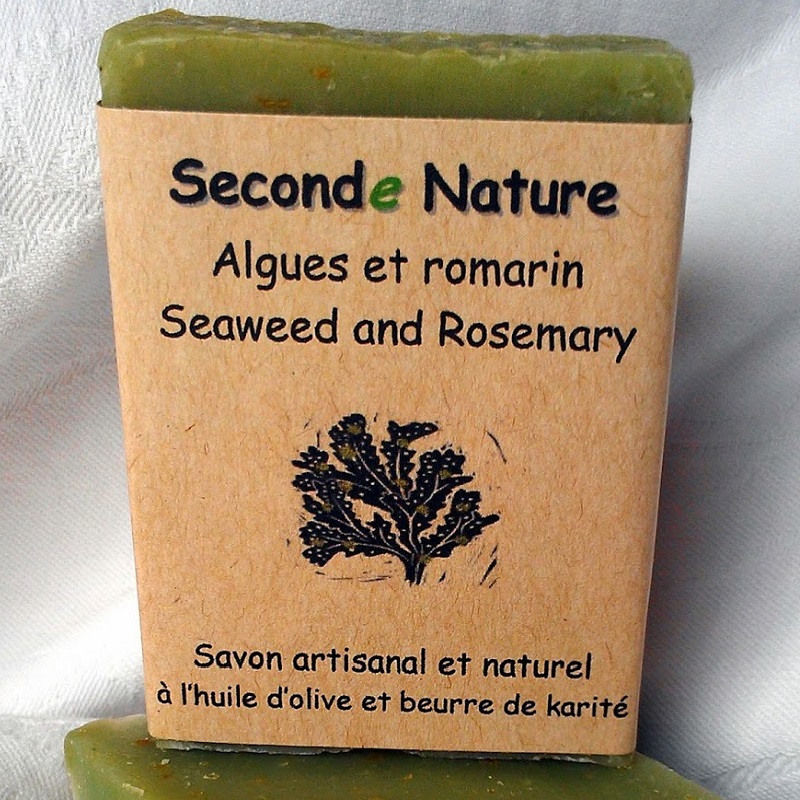 Seconde Nature
Algues et romarin
Seaweed and Rosemary
Savon artisanal et naturel
à l'huile d'olive et beurre de karité